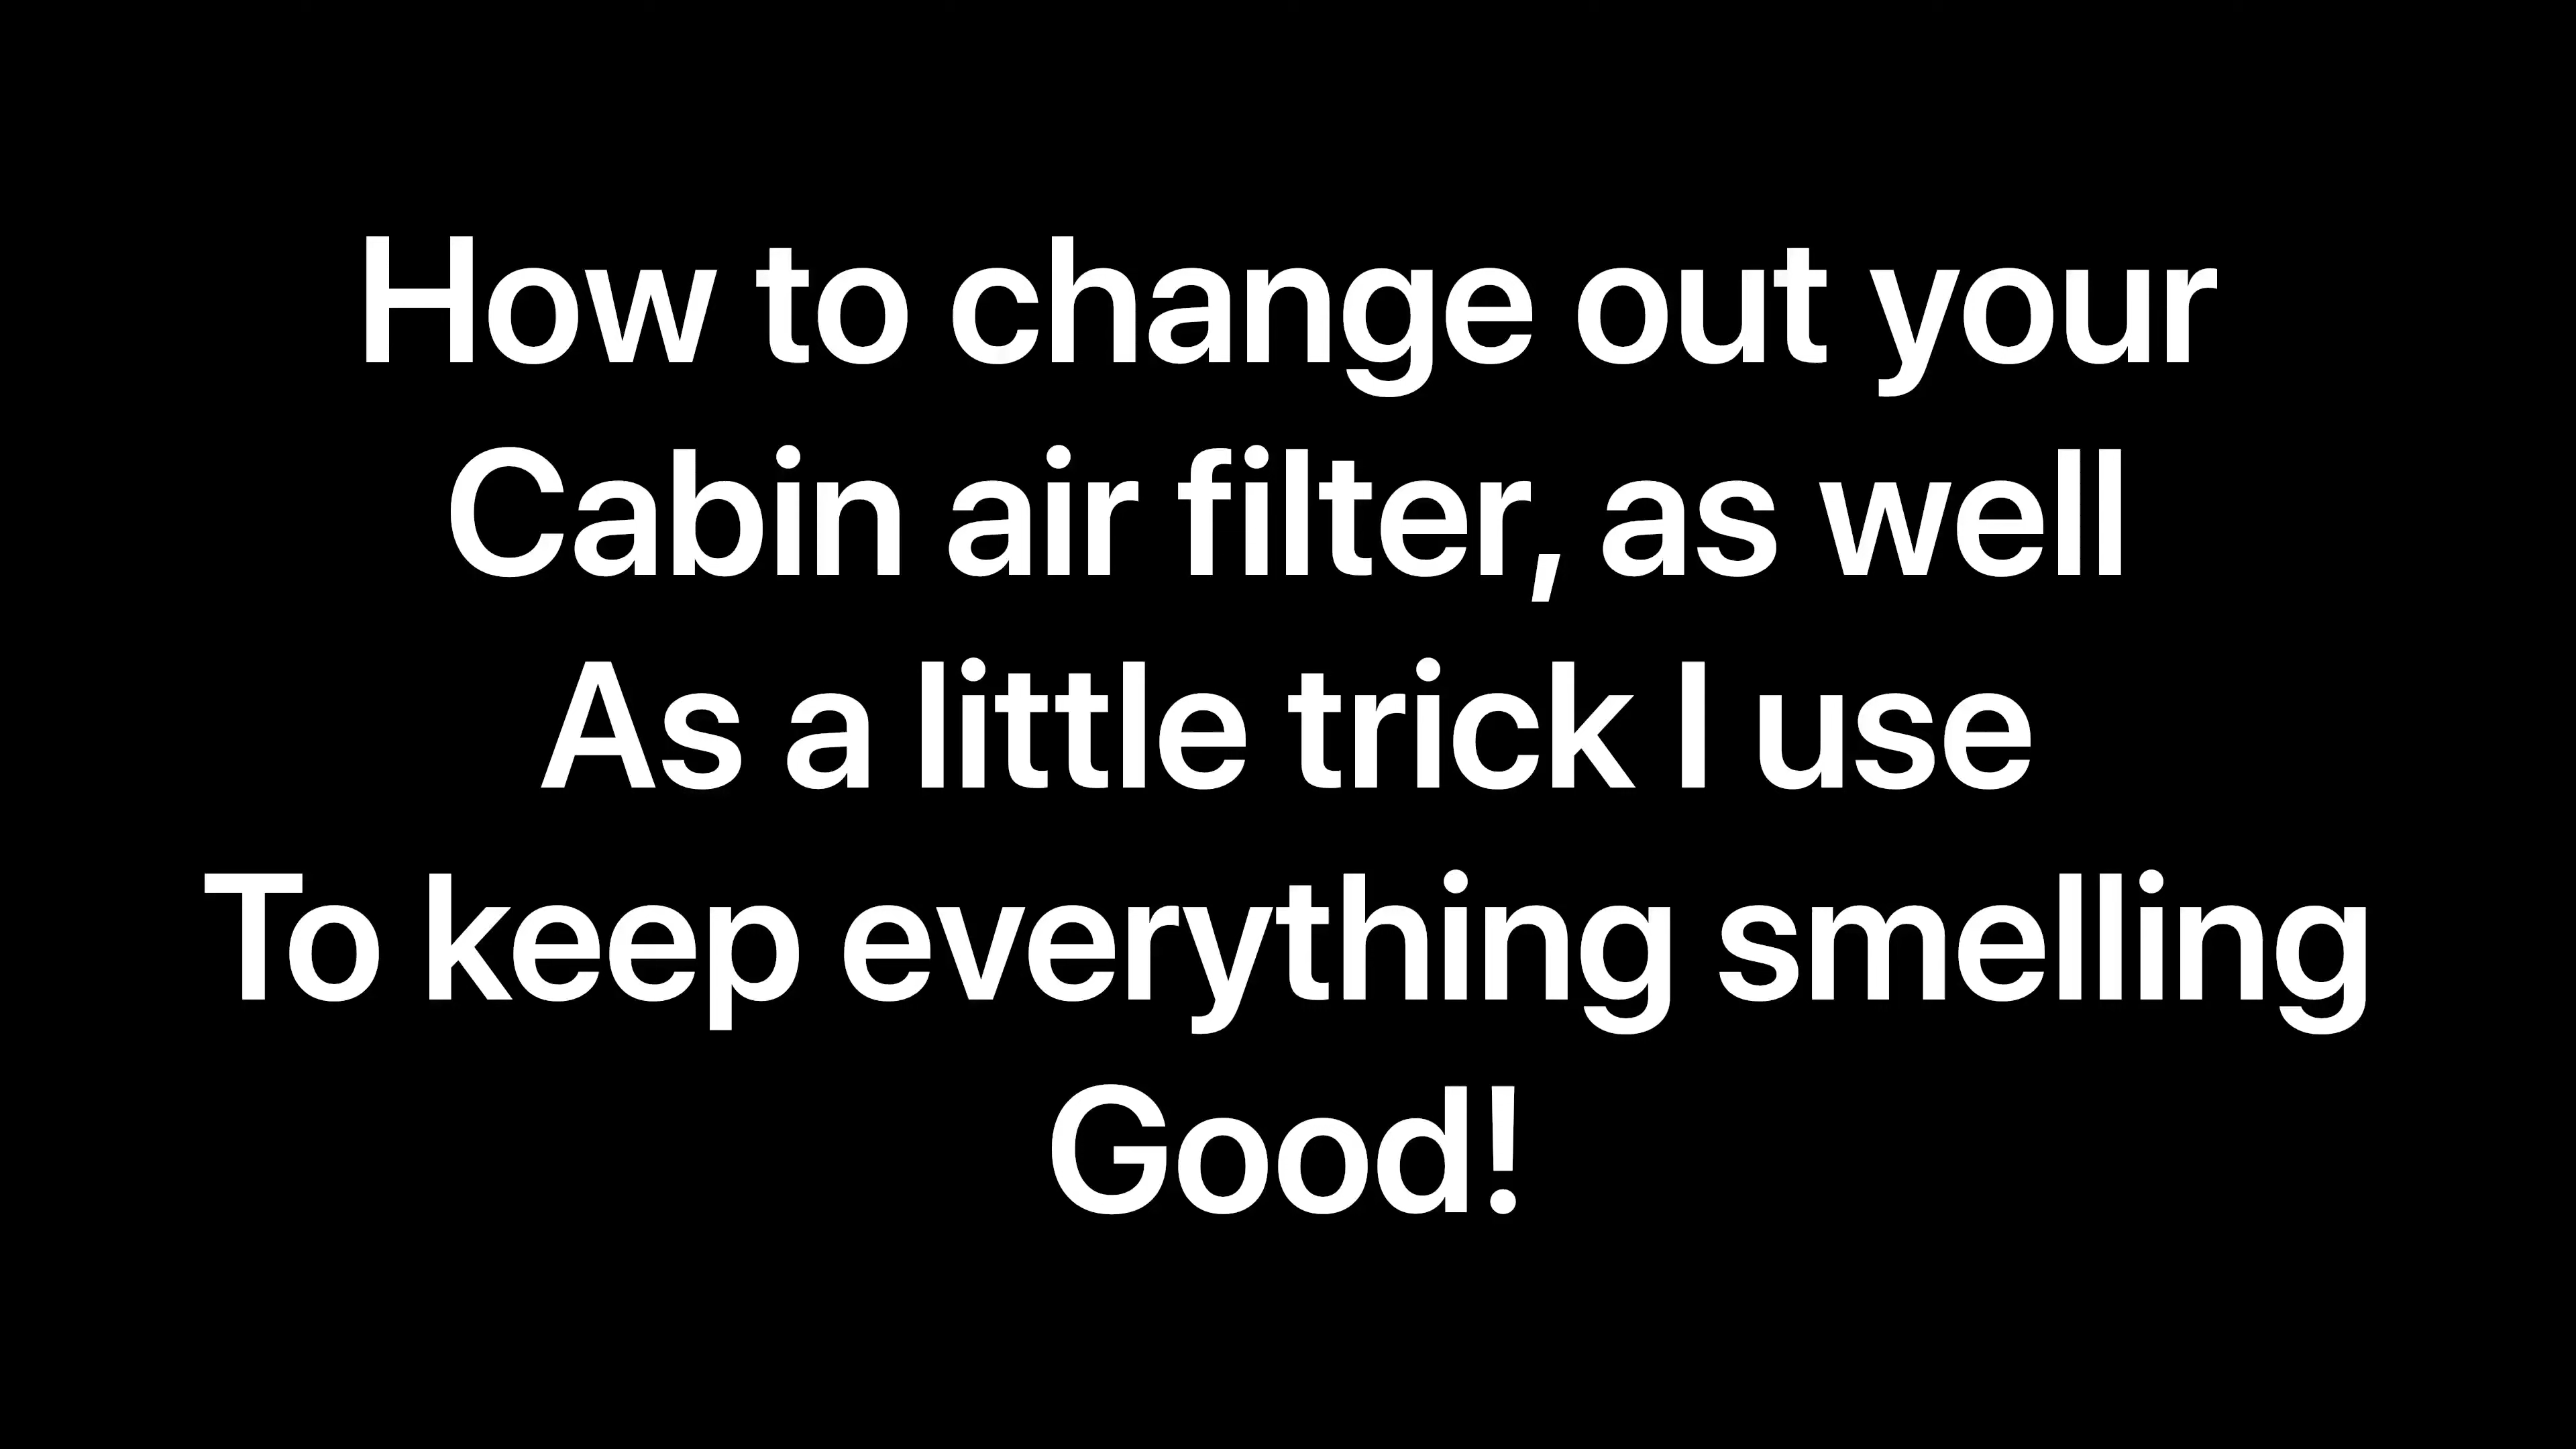 How to change out your
Cabin air filter, as well
As a little trick I use
To keep everything smelling
Good!